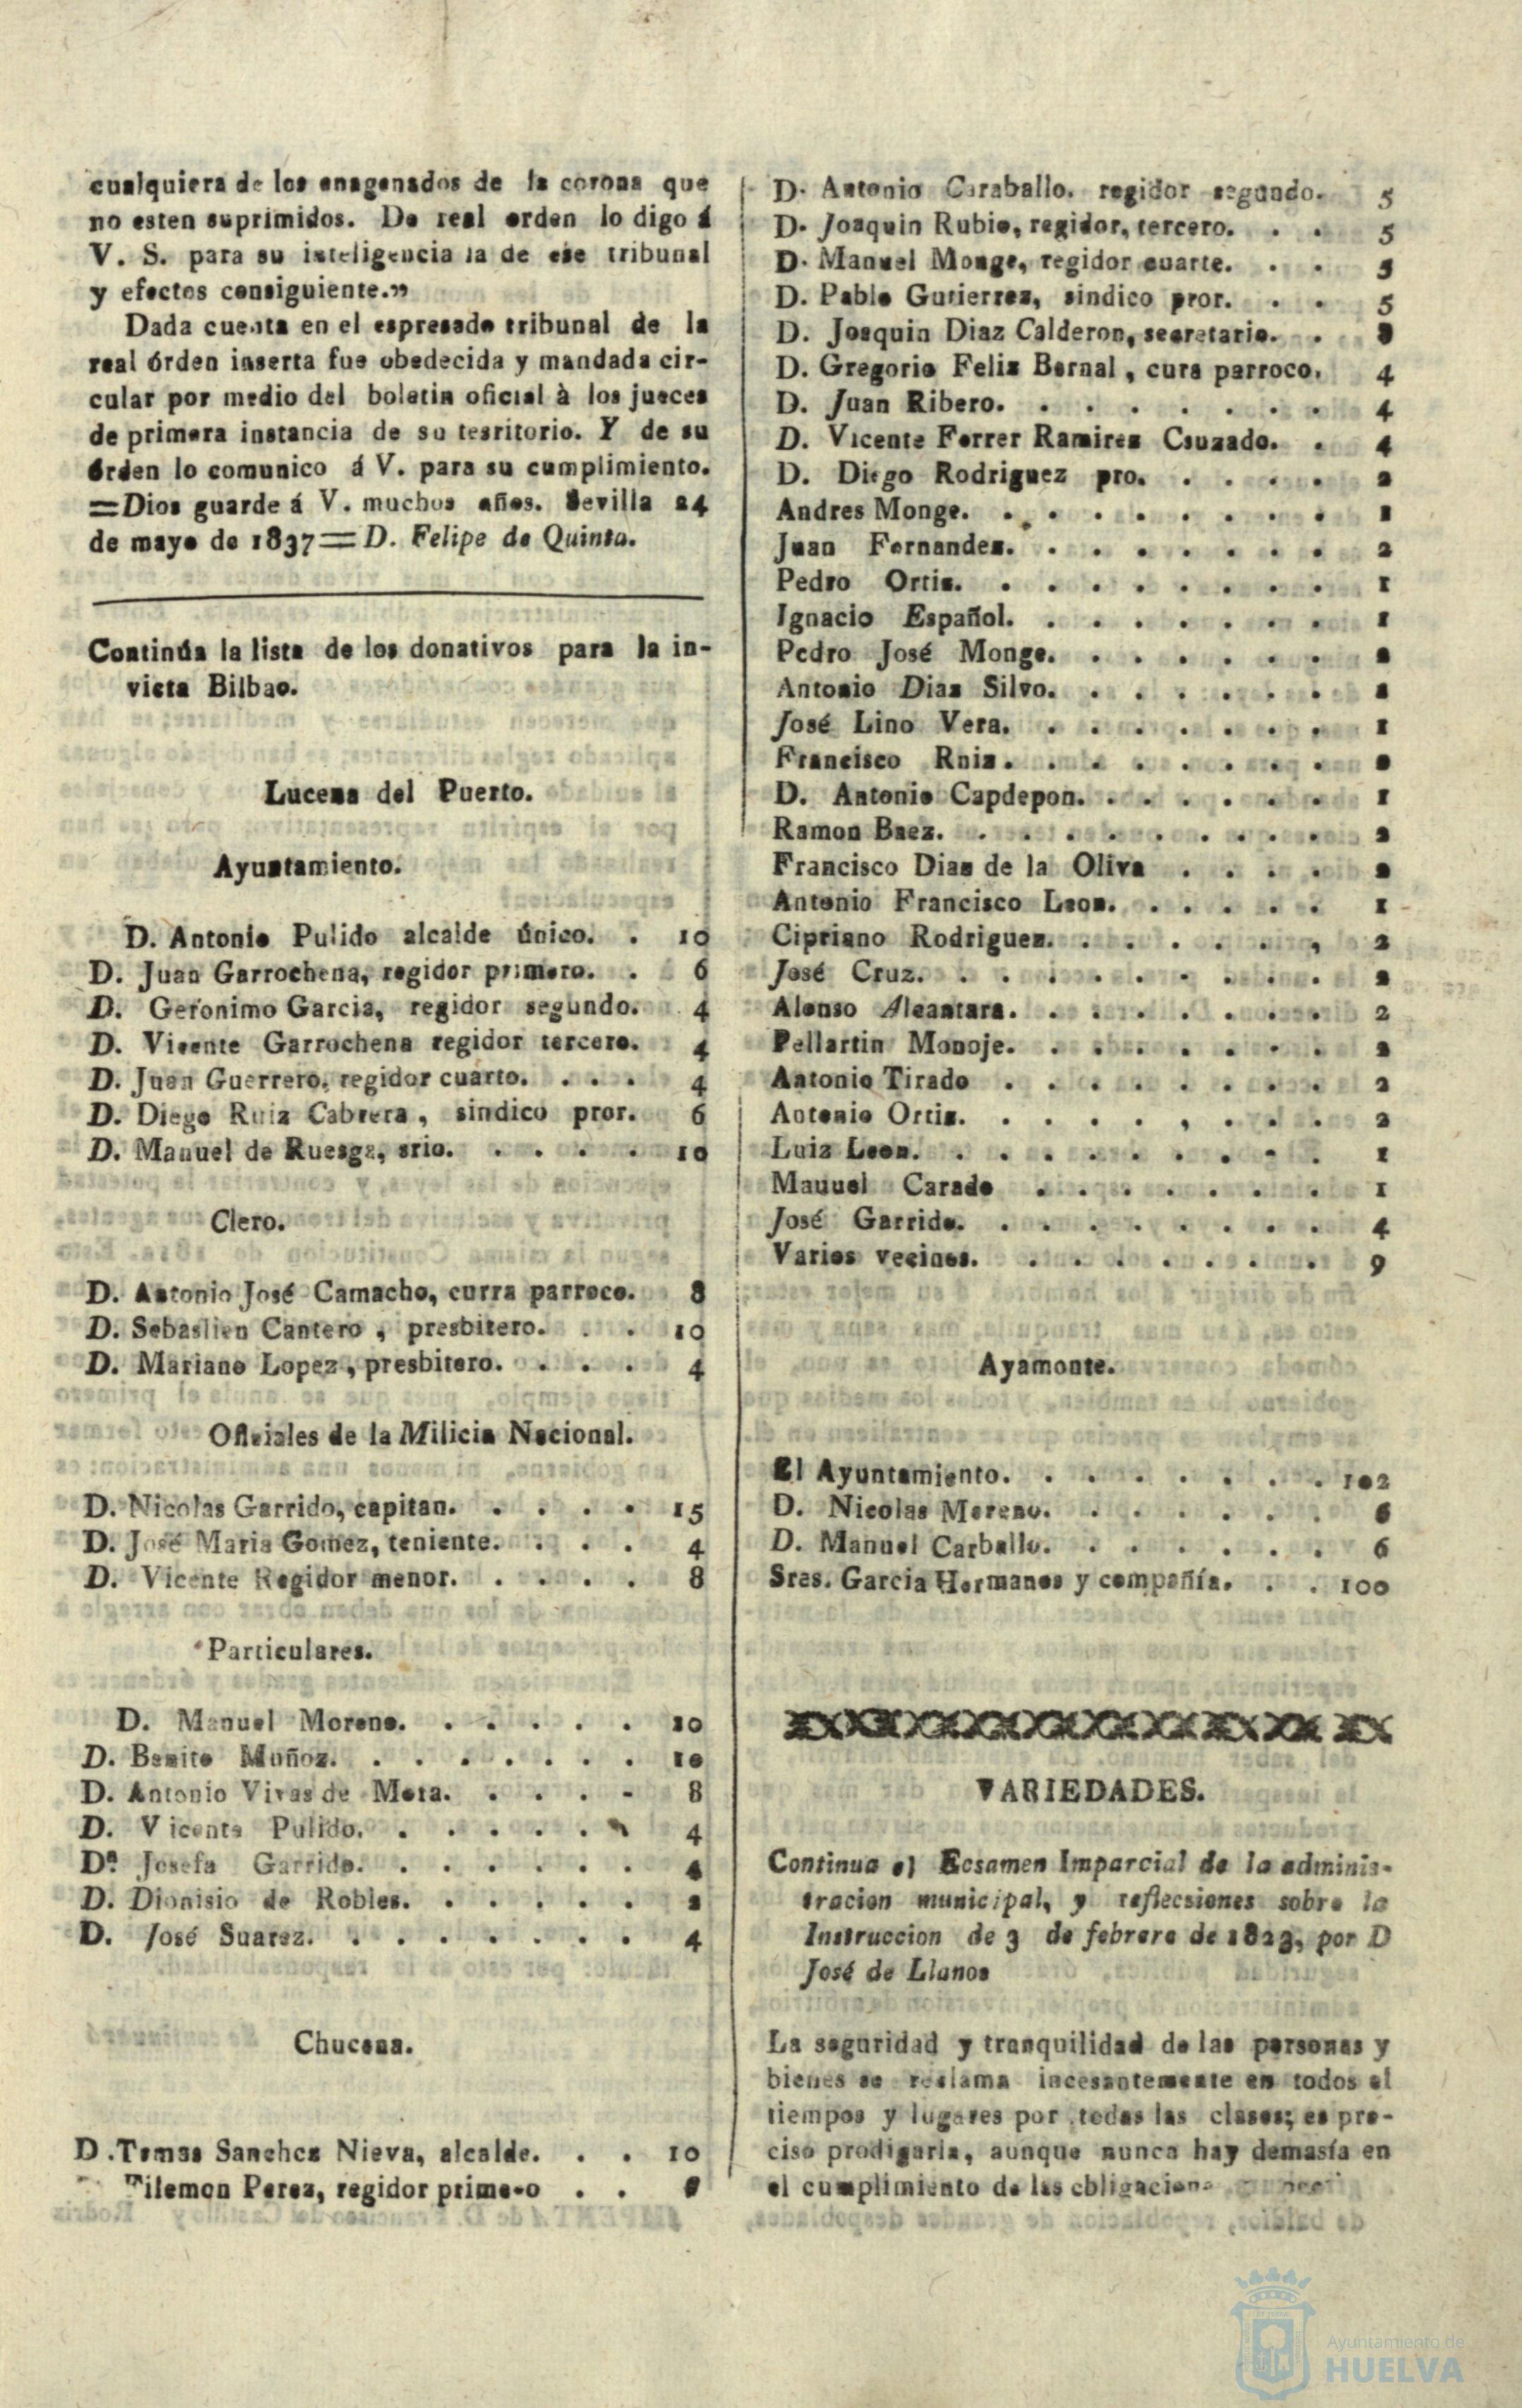 cualquiera de los enagenados de la corona que
no esten suprimidos. De real orden lo digo á
V. S. para su inteligencia la de ese tribunal
y efectos consiguiente.»
Dada cuenta en el espresado tribunal de la
real órden inserta fue obedecida y mandada cir-
cular por medio del boletin oficial à los jueces
de primera instancia de su tesritorio. Y de su
órden lo comunico á V. para su cumplimiento.
=Dios guarde á V. muchos años. Sevilla 24
de mayo de 1837=D. Felipe de Quinta.
Continúa la lista de los donativos para la in-
victa Bilbao.
Lucena del Puerto.
Ayuntamiento.
D. Antonio Pulido alcalde único. . 10
D. Juan Garrochena, regidor primero. . 6
D. Geronimo Garcia, regidor segundo. 4
D. Vicente Garrochena regidor tercero. 4
D. Juan Guerrero, regidor cuarto. . . . 4
D. Diego Ruiz Cabrera, sindico pror. 6
D. Manuel de Ruesga, srio. . . . . 10
Clero.
D. Antonio José Camacho, curra parroco. 8
D. Sebaslien Cantero, presbitero. . . 10
D. Mariano Lopez, presbitero. . . . 4
Oficiales de la Milicia Nacional.
D. Nicolas Garrido, capitan. . . . . 15
D. José Maria Gomez, teniente. . . . 4
D. Vicente Regidor menor. . . . . 8
Particulares.
D. Manuel Moreno. . . . . . 10
D. Benito Muñoz. . . . . . . . 10
D. Antonio Vivas de Mora. . . . - 8
D. Vicente Pulido. . . . . . . 4
Dª Josefa Garrido. . . . . . . 4
D. Dionisio de Robles. . . . . .
D. José Suarez. . . . . . . . 4
Chucena.
D .Tomas Sanchez Nieva, alcalde. . . 10
Filemon Perez, regidor primero . .
D. Antonio Caraballo. regidor segundo. 5
D. Joaquin Rubio, regidor, tercero. . . 5
D. Manuel Monge, regidor cuarte. . . 5
D. Pablo Gutierrez, sindico pror. . . 5
D. Joaquin Diaz Calderon, secretario. .
D. Gregorio Felix Bernal, cura parroco. 4
D. Juan Ribero. . . . . . . . 4
D. Vicente Ferrer Ramirez Cruzado. . 4
D. Diego Rodriguez pro. . . . . 2
Andres Monge. . . . . . . . .
Juan Fernandez. . . . . . . . 2
Pedro Ortiz. . . . . . . . . 1
Ignacio Español. . . . . . . . 1
Pedro José Monge. . . . . . .
Antonio Diaz Silvo. . . . . . .
José Lino Vera. . . . . . . . 1
Francisco Ruiz. . . . . . . .
D. Antonio Capdepon. . . . . . . 1
Ramon Baez. . . . . . . . . . 2
Francisco Diaz de la Oliva . . . . 2
Antonio Francisco Leon. . . . . . 1
Cipriano Rodriguez. . . . . . , 2
José Cruz. . . . . . . . . . 2
Alonso Alcantara. . . . . . . . 2
Pellartin Monoje. . . . . . . . 2
Antonio Tirado . . . . . . . . 2
Antonio Ortiz. . . . . , . . . 2
Luiz Leon. . . . . . . . . . 1
Mauuel Carado . . . . . . . 1
José Garrido. . . . . . . . . 4
Varios vecinos. . . . . . . . 9
Ayamonte.
El Ayuntamiento. . . . . . . . 102
D. Nicolas Moreno. . . . . . . 6
D. Manuel Carballo. . . . . . . 6
Sres. Garcia Hermanos y compañía. . . 100
VARIEDADES.
Continua el Ecsamen Imparcial de la adminis-
tracion municipal, y reflecsiones sobre la
Instruccion de 3 de febrero de 1823, por D
José de Llanos
La seguridad y tranquilidad de las personas y
bienes se reclama incesantemente en todos el
tiempos y lugares por todas las clases; es pre-
ciso prodigarla, aunque nunca hay demasía en
el cumplimiento de las obligacion
Ayuntamiento de
HUELVA